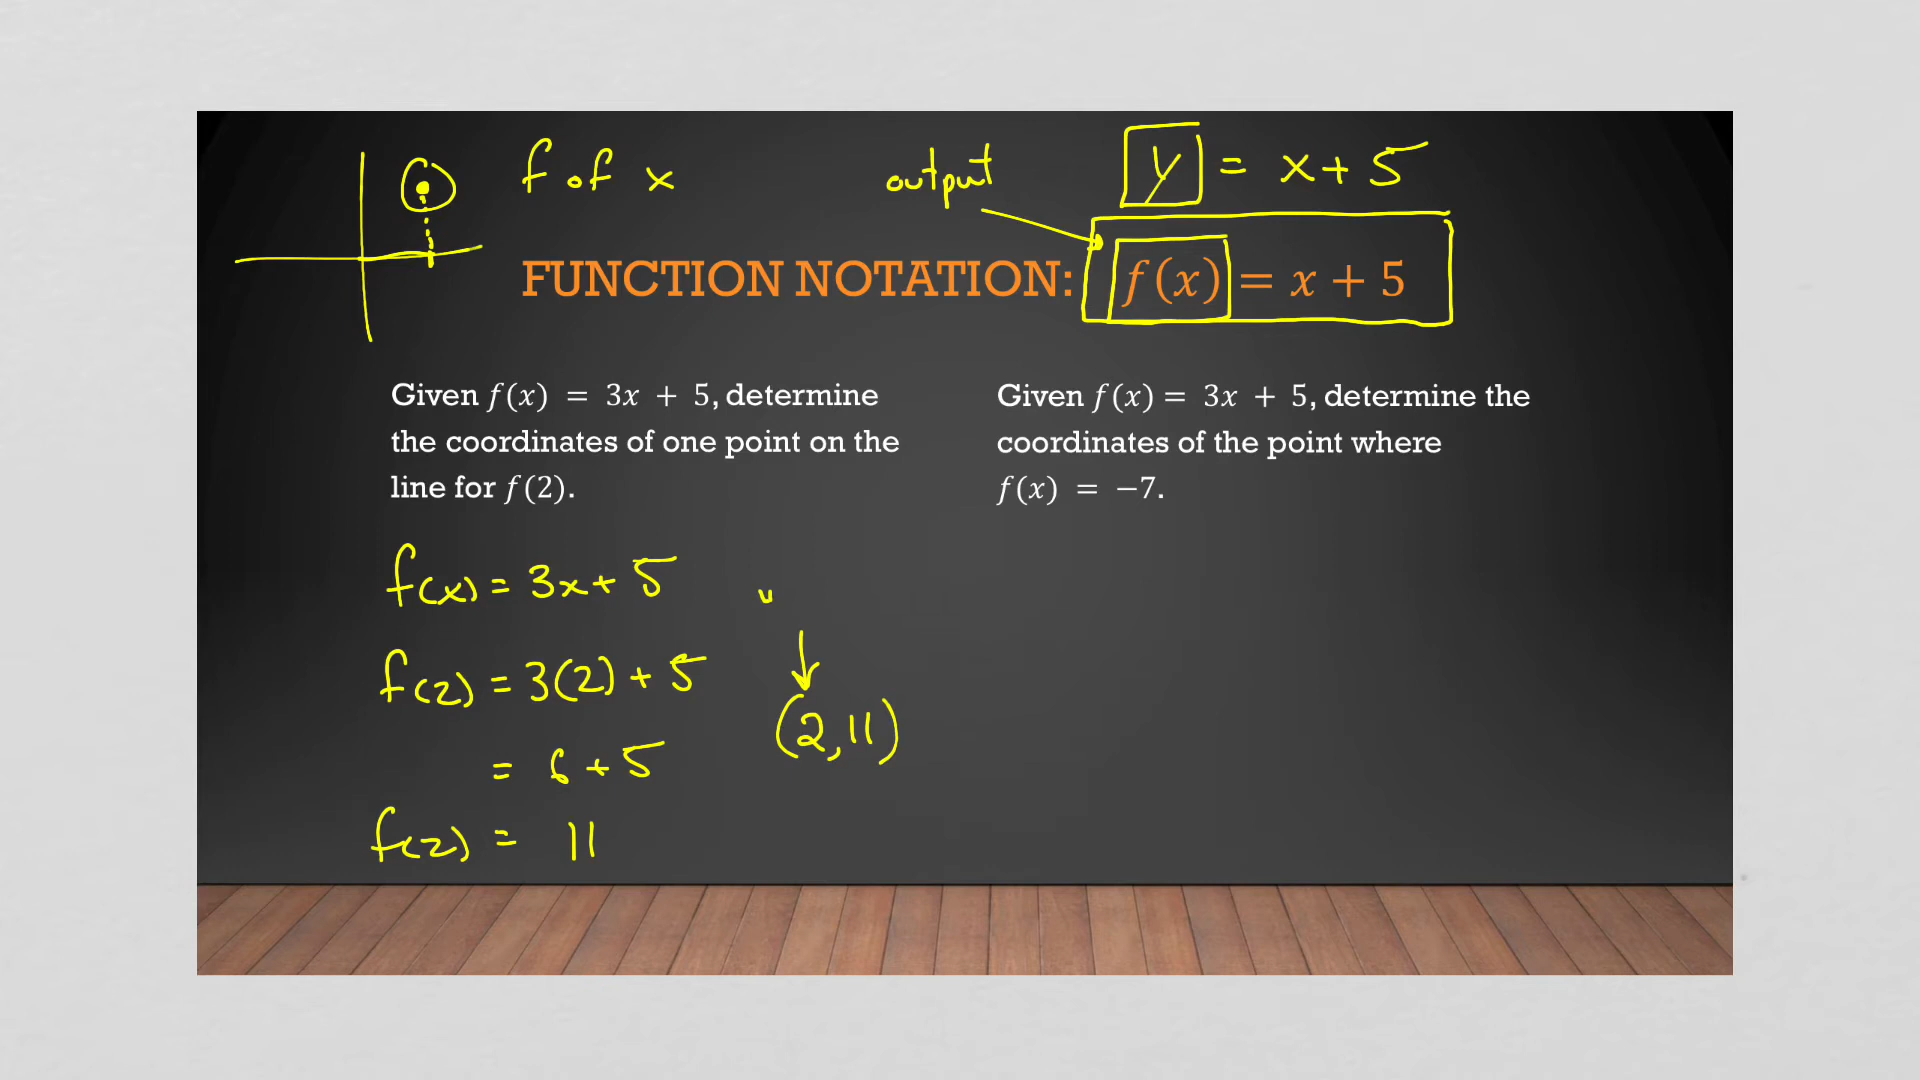 f of x
output
y = x + 5
FUNCTION NOTATION: f(x) = x + 5
Given f(x) = 3x + 5, determine
the coordinates of one point on the
line for f(2).
f(x) = 3x + 5
f(2) = 3(2) + 5
= 6 + 5
f(2) = 11
(2, 11)
Given f(x) = 3x + 5, determine the
coordinates of the point where
f(x) = −7.